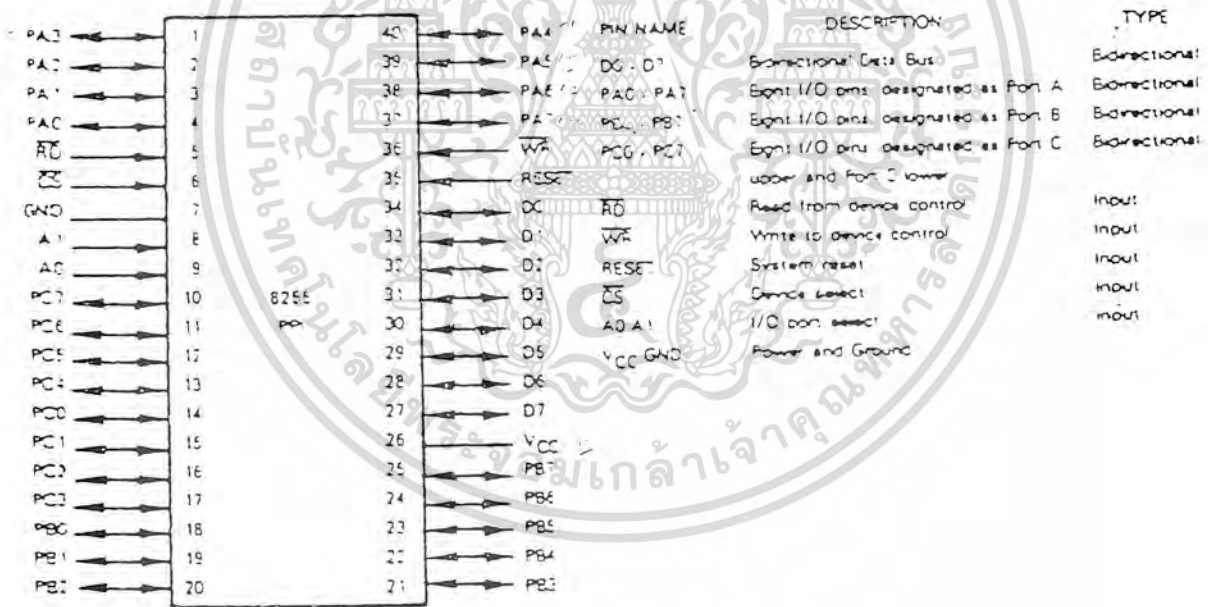 PA3 1 40 PA4 PIN NAME DESCRIPTION TYPE
PA2 2 39 PA5 D0 - D7 Bidirectional Data Bus Bidirectional
PA1 3 38 PA6 PA0 - PA7 Eight I/O pins designated as Port A Bidirectional
PA0 4 37 PA7 PB0 - PB7 Eight I/O pins designated as Port B Bidirectional
RD 5 36 WR PC0 - PC7 Eight I/O pins designated as Port C Bidirectional
CS 6 35 RESET upper and Port C lower
GND 7 34 D0 RD Read from device control Input
A1 8 33 D1 WR Write to device control Input
A0 9 32 D2 RESET System reset Input
PC7 10 8255 31 D3 CS Device select Input
PC6 11 PPI 30 D4 A0 A1 I/O port select Input
PC5 12 29 D5 VCC GND Power and Ground
PC4 13 28 D6
PC0 14 27 D7
PC1 15 26 VCC
PC2 16 25 PB7
PC3 17 24 PB6
PB0 18 23 PB5
PB1 19 22 PB4
PB2 20 21 PB3